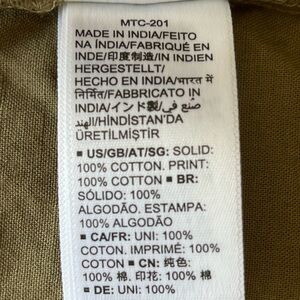 MTC-201
MADE IN INDIA/FEITO
NA ÍNDIA/FABRIQUÉ EN
INDE/印度制造/IN INDIEN
HERGESTELLT/
HECHO EN INDIA/भारत में
निर्मित/FABBRICATO IN
INDIA/インド製/صنع في
الهند/HİNDİSTAN'DA
ÜRETİLMİŞTİR
■ US/GB/AT/SG: SOLID:
100% COTTON. PRINT:
100% COTTON ■ BR:
SÓLIDO: 100%
ALGODÃO. ESTAMPA:
100% ALGODÃO
■ CA/FR: UNI: 100%
COTON. IMPRIMÉ: 100%
COTON ■ CN: 纯色:
100% 棉. 印花: 100% 棉
■ DE: UNI: 100%